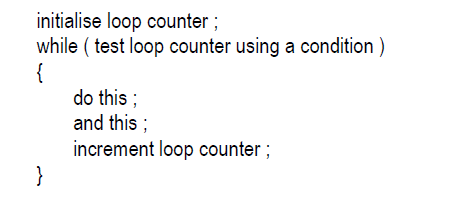 initialise loop counter ;
while ( test loop counter using a condition )
{
do this ;
and this ;
increment loop counter ;
}